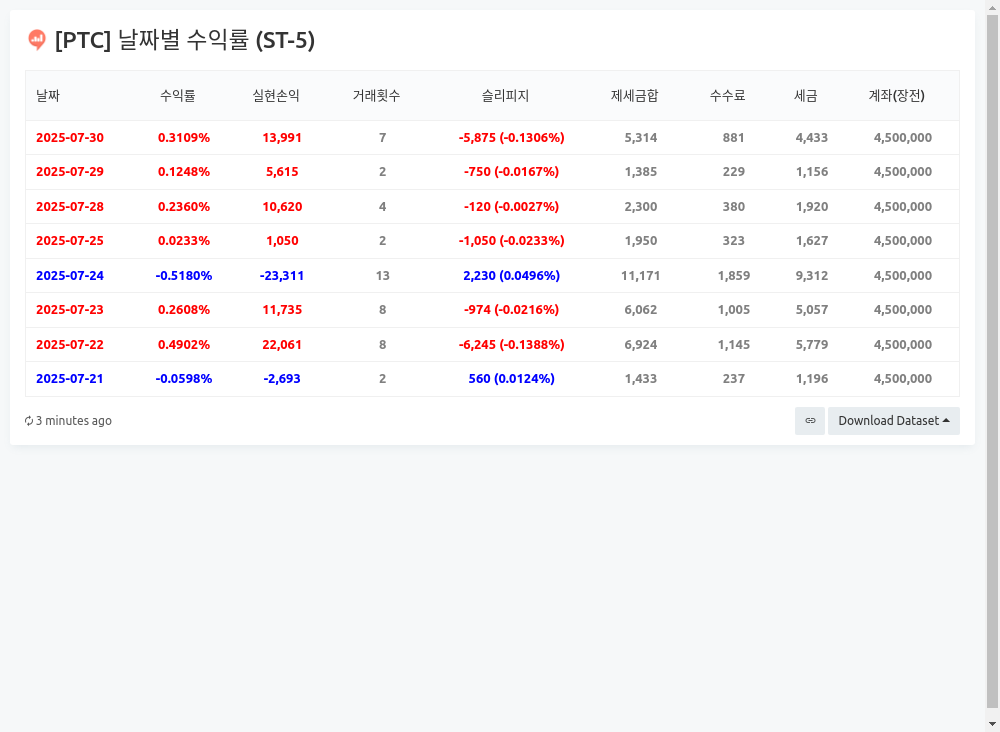 [PTC] 날짜별 수익률 (ST-5)
날짜 수익률 실현손익 거래횟수 슬리피지 제세금합 수수료 세금 계좌(장전)
2025-07-30 0.3109% 13,991 7 -5,875 (-0.1306%) 5,314 881 4,433 4,500,000
2025-07-29 0.1248% 5,615 2 -750 (-0.0167%) 1,385 229 1,156 4,500,000
2025-07-28 0.2360% 10,620 4 -120 (-0.0027%) 2,300 380 1,920 4,500,000
2025-07-25 0.0233% 1,050 2 -1,050 (-0.0233%) 1,950 323 1,627 4,500,000
2025-07-24 -0.5180% -23,311 13 2,230 (0.0496%) 11,171 1,859 9,312 4,500,000
2025-07-23 0.2608% 11,735 8 -974 (-0.0216%) 6,062 1,005 5,057 4,500,000
2025-07-22 0.4902% 22,061 8 -6,245 (-0.1388%) 6,924 1,145 5,779 4,500,000
2025-07-21 -0.0598% -2,693 2 560 (0.0124%) 1,433 237 1,196 4,500,000
3 minutes ago Download Dataset